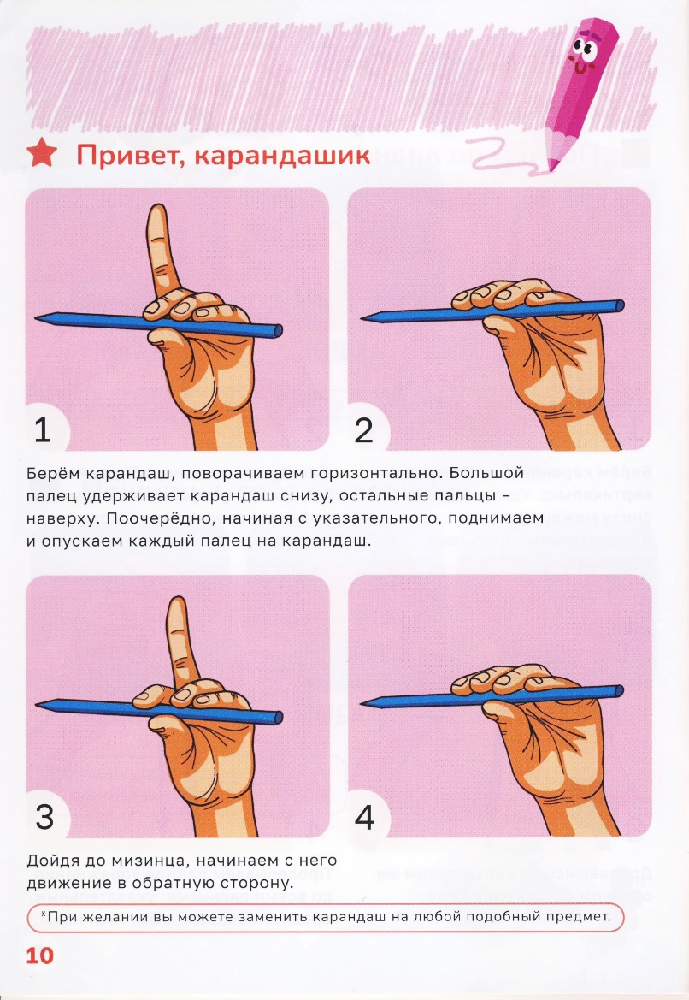 Привет, карандашик
1
2
Берём карандаш, поворачиваем горизонтально. Большой
палец удерживает карандаш снизу, остальные пальцы –
наверху. Поочерёдно, начиная с указательного, поднимаем
и опускаем каждый палец на карандаш.
3
4
Дойдя до мизинца, начинаем с него
движение в обратную сторону.
*При желании вы можете заменить карандаш на любой подобный предмет.
10